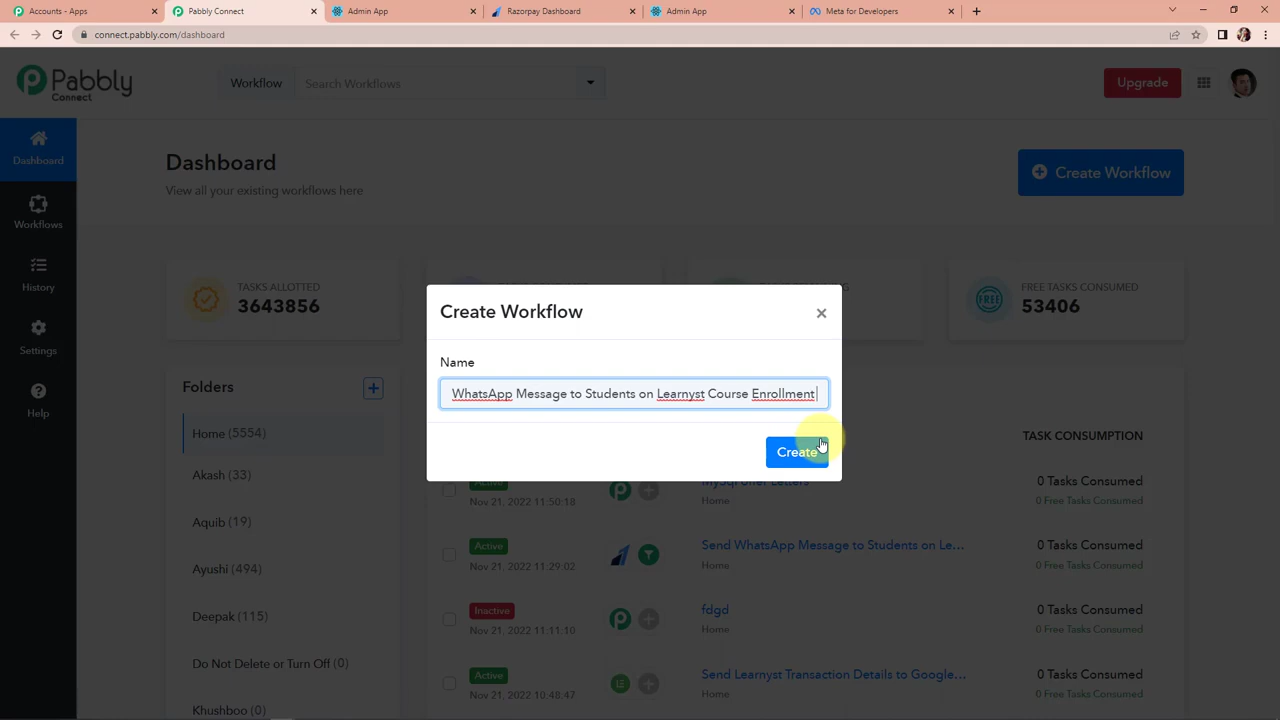 Accounts - Apps
Pabbly Connect
Admin App
Razorpay Dashboard
Admin App
Meta for Developers
connect.pabbly.com/dashboard
Pabbly
Connect
Workflow
Search Workflows
Upgrade
Dashboard
Workflows
History
Settings
Help
Dashboard
View all your existing workflows here
Create Workflow
TASKS ALLOTTED
3643856
FREE TASKS CONSUMED
53406
Create Workflow
×
Name
WhatsApp Message to Students on Learnyst Course Enrollment
Create
Folders
Home (5554)
Akash (33)
Aquib (19)
Ayushi (494)
Deepak (115)
Do Not Delete or Turn Off (0)
Khushboo (0)
TASK CONSUMPTION
Nov 21, 2022 11:50:18
Home
0 Tasks Consumed
0 Free Tasks Consumed
Active
Nov 21, 2022 11:29:02
Send WhatsApp Message to Students on Le...
Home
0 Tasks Consumed
0 Free Tasks Consumed
Inactive
Nov 21, 2022 11:11:10
fdgd
Home
0 Tasks Consumed
0 Free Tasks Consumed
Active
Nov 21, 2022 10:48:47
Send Learnyst Transaction Details to Google...
Home
0 Tasks Consumed
0 Free Tasks Consumed